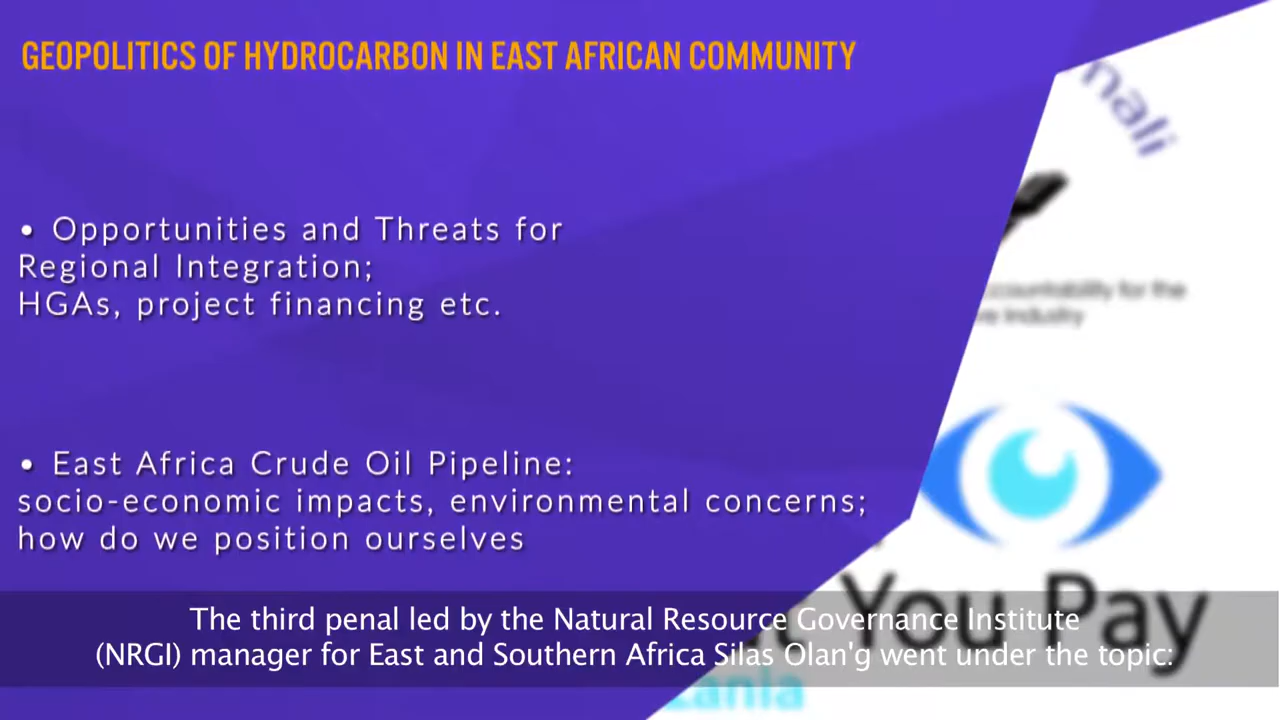 GEOPOLITICS OF HYDROCARBON IN EAST AFRICAN COMMUNITY
• Opportunities and Threats for
Regional Integration;
HGAs, project financing etc.
• East Africa Crude Oil Pipeline:
socio-economic impacts, environmental concerns;
how do we position ourselves
You Pay
The third penal led by the Natural Resource Governance Institute
(NRGI) manager for East and Southern Africa Silas Olan'g went under the topic: